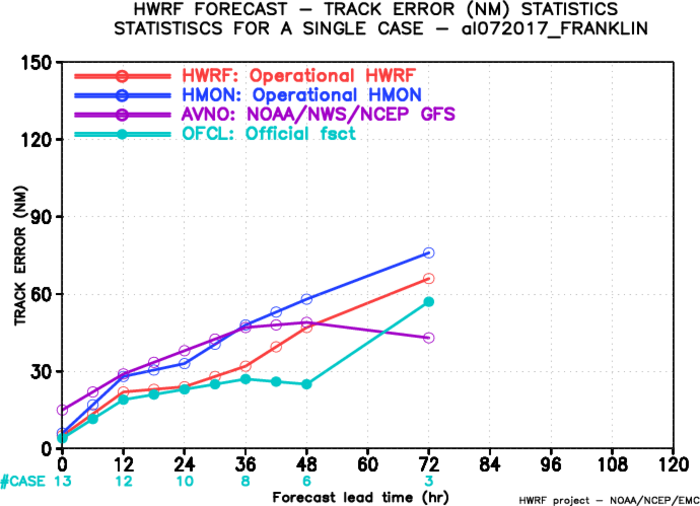 HWRF FORECAST – TRACK ERROR (NM) STATISTICS
STATISTISCS FOR A SINGLE CASE – al072017_FRANKLIN
HWRF: Operational HWRF
HMON: Operational HMON
AVNO: NOAA/NWS/NCEP GFS
OFCL: Official fsct
TRACK ERROR (NM)
150
120
90
60
30
0
0 12 24 36 48 60 72 84 96 108 120
#CASE 13 12 10 8 6 3
Forecast lead time (hr)
HWRF project – NOAA/NCEP/EMC